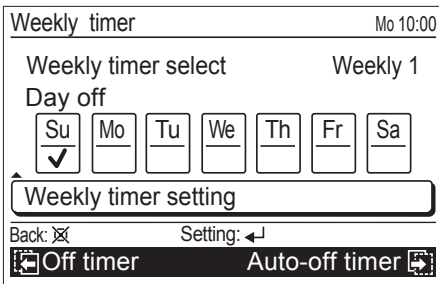 Weekly timer Mo 10:00
Weekly timer select Weekly 1
Day off
Su Mo Tu We Th Fr Sa
Weekly timer setting
Back: Setting:
Off timer Auto-off timer